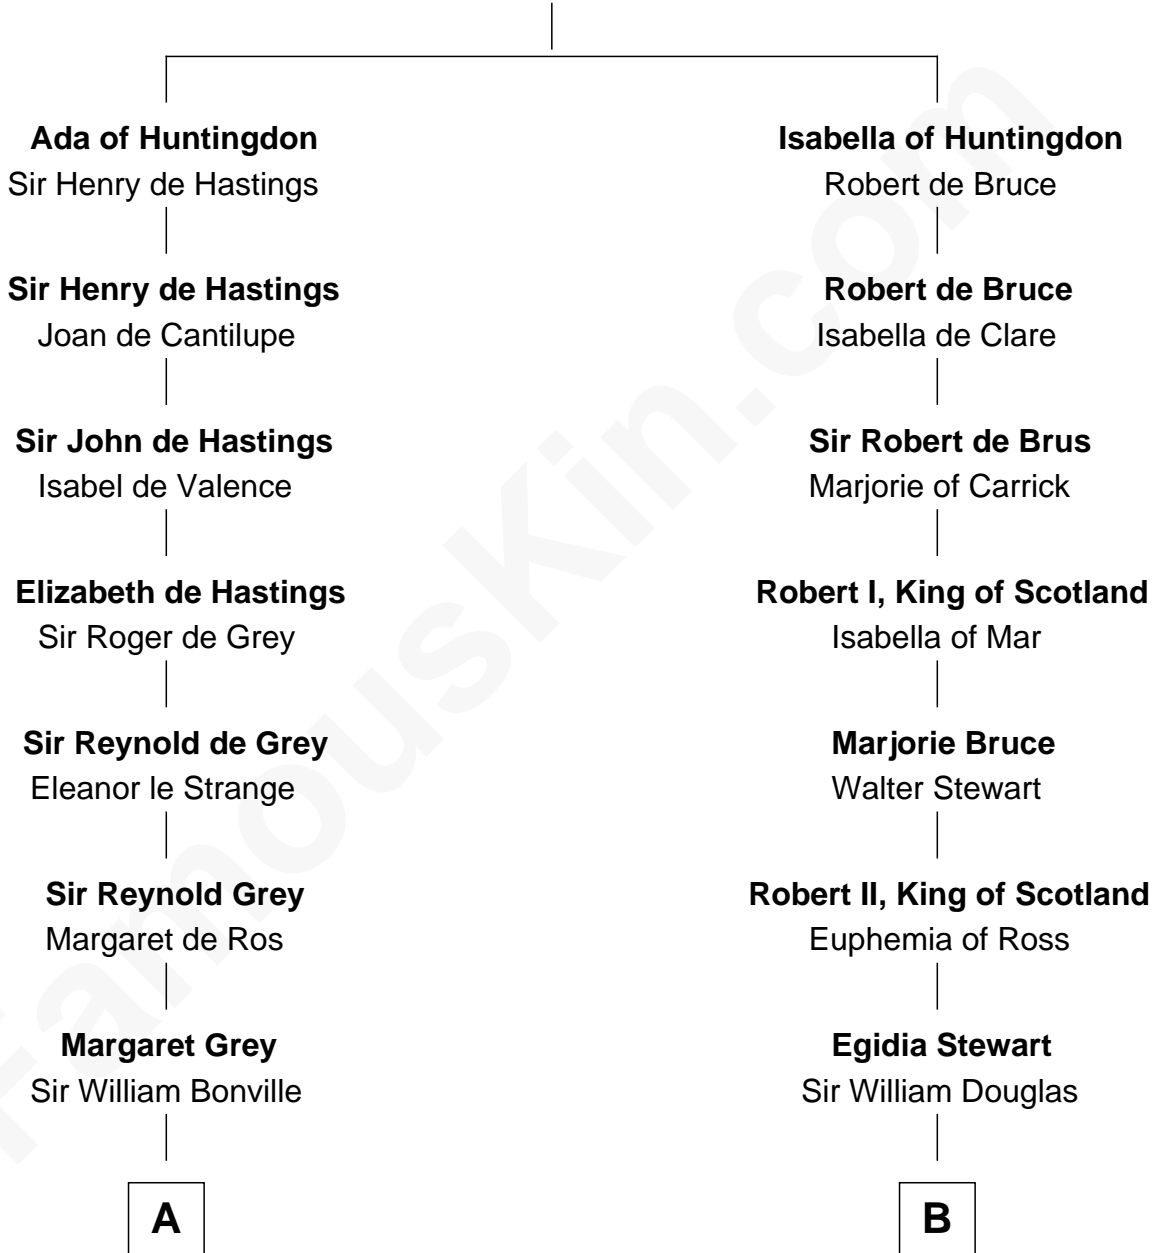 Ada of Huntingdon
Sir Henry de Hastings
Sir Henry de Hastings
Joan de Cantilupe
Sir John de Hastings
Isabel de Valence
Elizabeth de Hastings
Sir Roger de Grey
Sir Reynold de Grey
Eleanor le Strange
Sir Reynold Grey
Margaret de Ros
Margaret Grey
Sir William Bonville
A
Isabella of Huntingdon
Robert de Bruce
Robert de Bruce
Isabella de Clare
Sir Robert de Brus
Marjorie of Carrick
Robert I, King of Scotland
Isabella of Mar
Marjorie Bruce
Walter Stewart
Robert II, King of Scotland
Euphemia of Ross
Egidia Stewart
Sir William Douglas
B
FamousKin.com